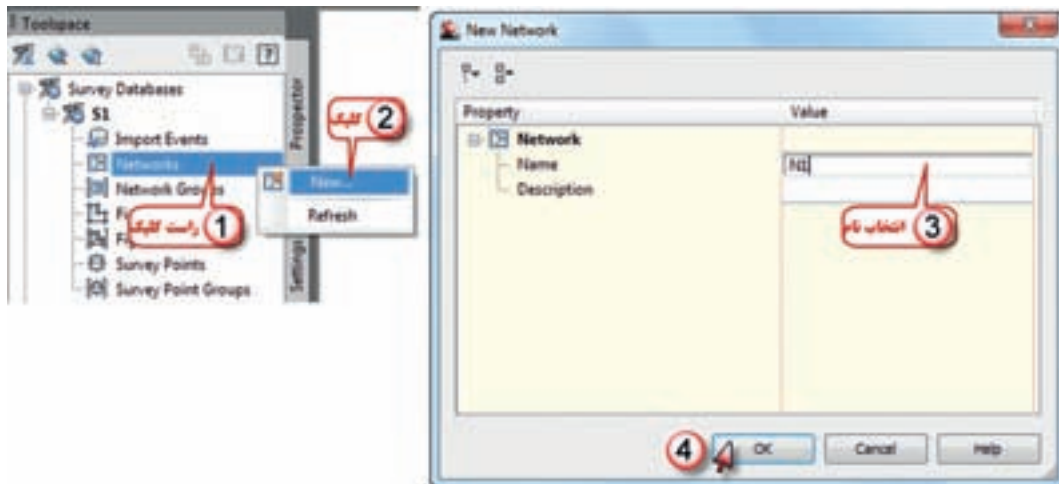 Toolspace
Survey Databases
S1
Import Events
Networks
Network Groups
Survey Points
Survey Point Groups
Prospector
Settings
New...
Refresh
1 راست کلیک
2 کلیک
New Network
Property
Value
Network
Name
N1
Description
3 انتخاب نام
4
OK
Cancel
Help